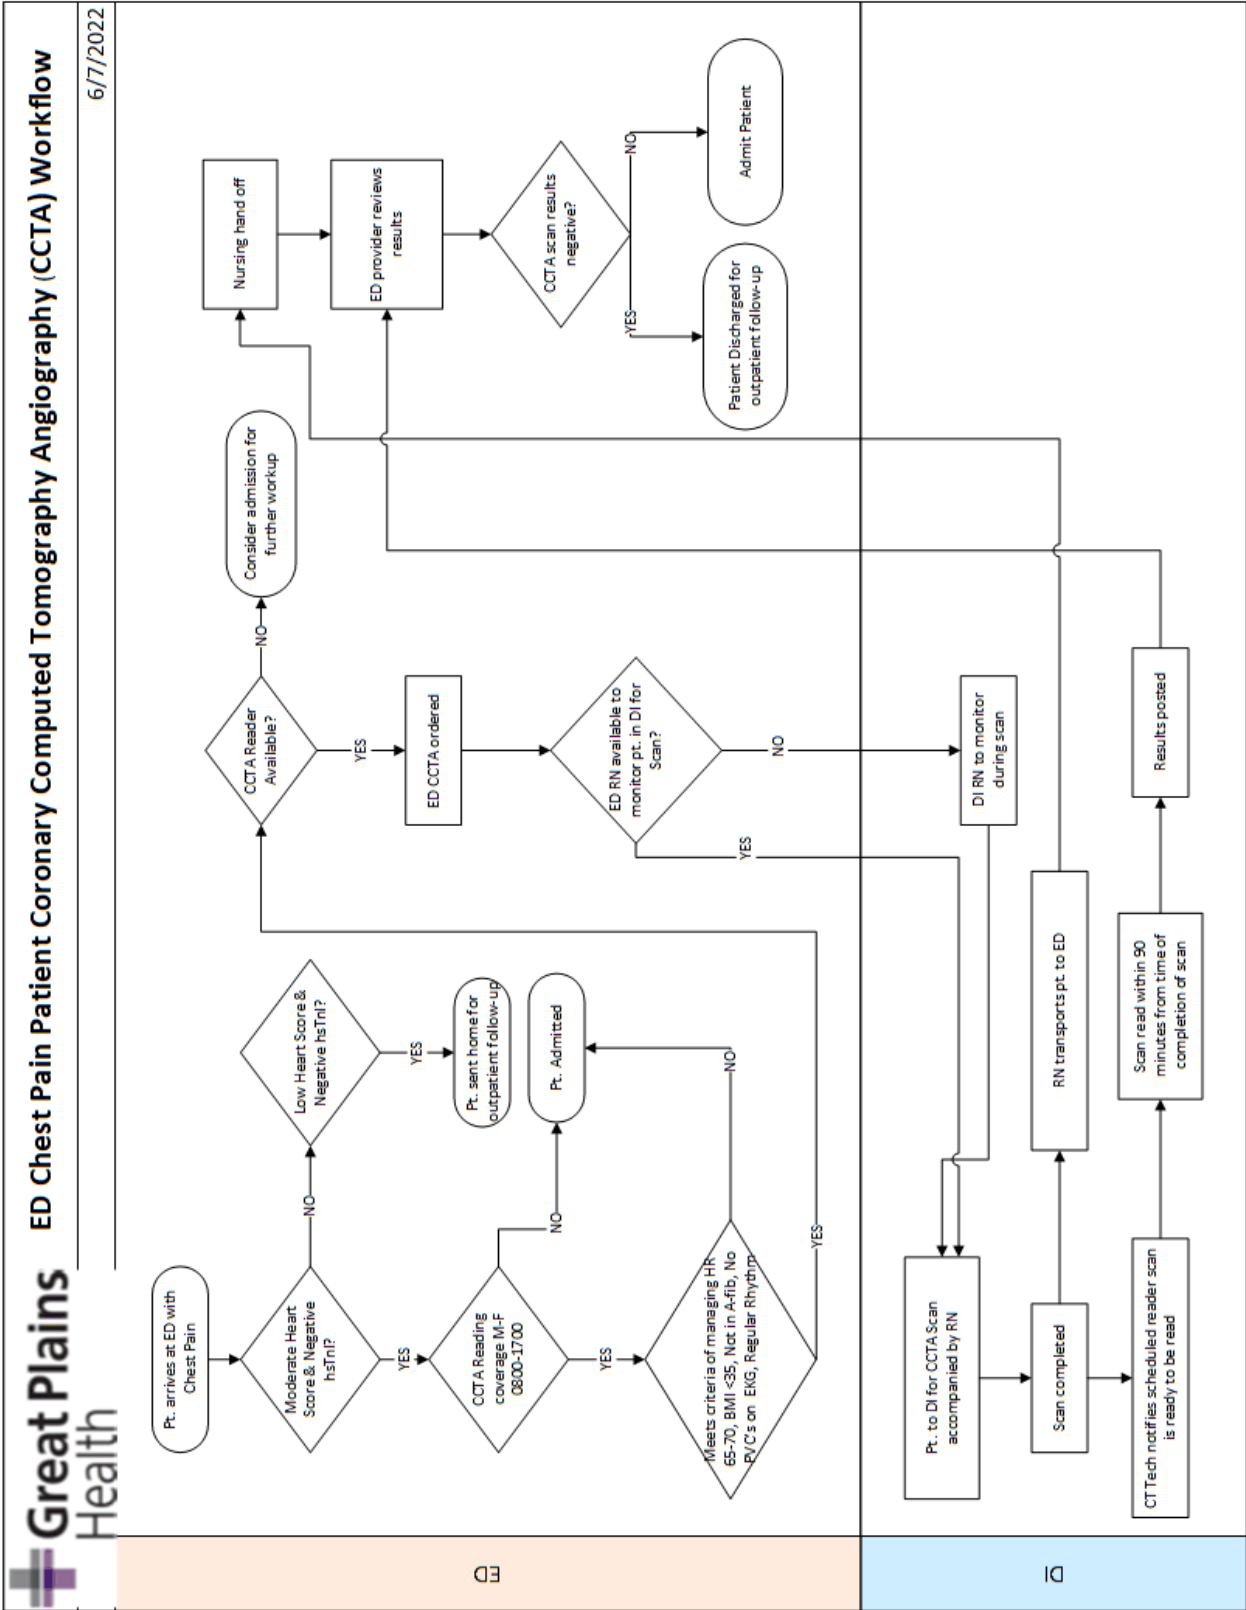 Great Plains
Health
ED Chest Pain Patient Coronary Computed Tomography Angiography (CCTA) Workflow
6/7/2022
ED
Pt. arrives at ED with
Chest Pain
Moderate Heart
Score & Negative
hsTnI?
NO
Low Heart Score &
Negative hsTnI?
YES
Pt. sent home for
outpatient follow-up
YES
CCTA Reading
coverage M-F
0800-1700
NO
Pt. Admitted
YES
Meets criteria of managing HR
65-70, BMI <35, Not in A-fib, No
PVC's on EKG, Regular Rhythm
NO
YES
CCTA Reader
Available?
NO
Consider admission for
further workup
YES
ED CCTA ordered
ED RN available to
monitor pt. in DI for
Scan?
YES
NO
Nursing hand off
ED provider reviews
results
CCTA scan results
negative?
YES
NO
Patient Discharged for
outpatient follow-up
Admit Patient
DI
Pt. to DI for CCTA Scan
accompanied by RN
DI RN to monitor
during scan
Scan completed
RN transports pt. to ED
CT Tech notifies scheduled reader scan
is ready to be read
Scan read within 90
minutes from time of
completion of scan
Results posted